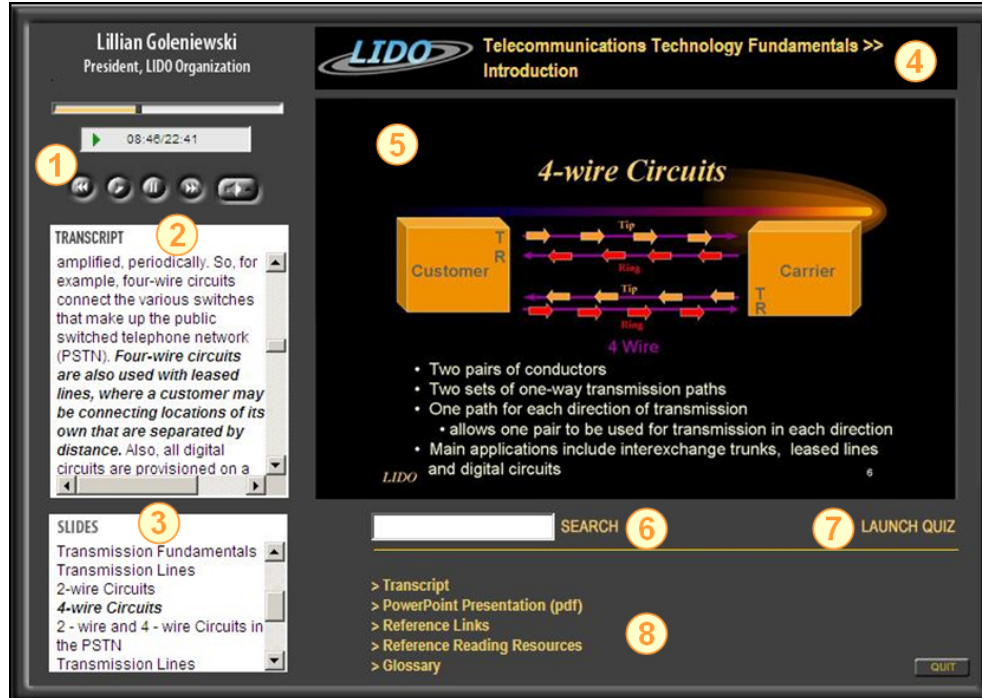 Lillian Goleniewski
President, LIDO Organization
08:46/22:41
1
TRANSCRIPT
2
amplified, periodically. So, for
example, four-wire circuits
connect the various switches
that make up the public
switched telephone network
(PSTN). Four-wire circuits
are also used with leased
lines, where a customer may
be connecting locations of its
own that are separated by
distance. Also, all digital
circuits are provisioned on a
SLIDES
3
Transmission Fundamentals
Transmission Lines
2-wire Circuits
4-wire Circuits
2 - wire and 4 - wire Circuits in
the PSTN
Transmission Lines
LIDO
Telecommunications Technology Fundamentals >>
Introduction
4
5
4-wire Circuits
Customer
T
R
Tip
Ring
Tip
Ring
Carrier
T
R
4 Wire
• Two pairs of conductors
• Two sets of one-way transmission paths
• One path for each direction of transmission
• allows one pair to be used for transmission in each direction
• Main applications include interexchange trunks, leased lines
and digital circuits
LIDO
6
SEARCH
6
7
LAUNCH QUIZ
> Transcript
> PowerPoint Presentation (pdf)
> Reference Links
> Reference Reading Resources
> Glossary
8
QUIT